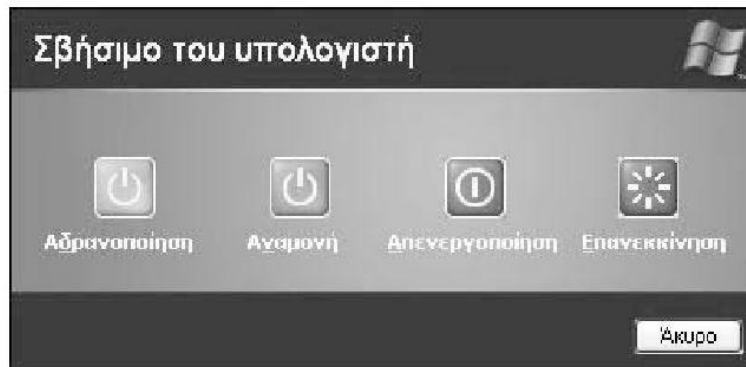 Σβήσιμο του υπολογιστή
Αδρανοποίηση Αναμονή Απενεργοποίηση Επανεκκίνηση
Άκυρο